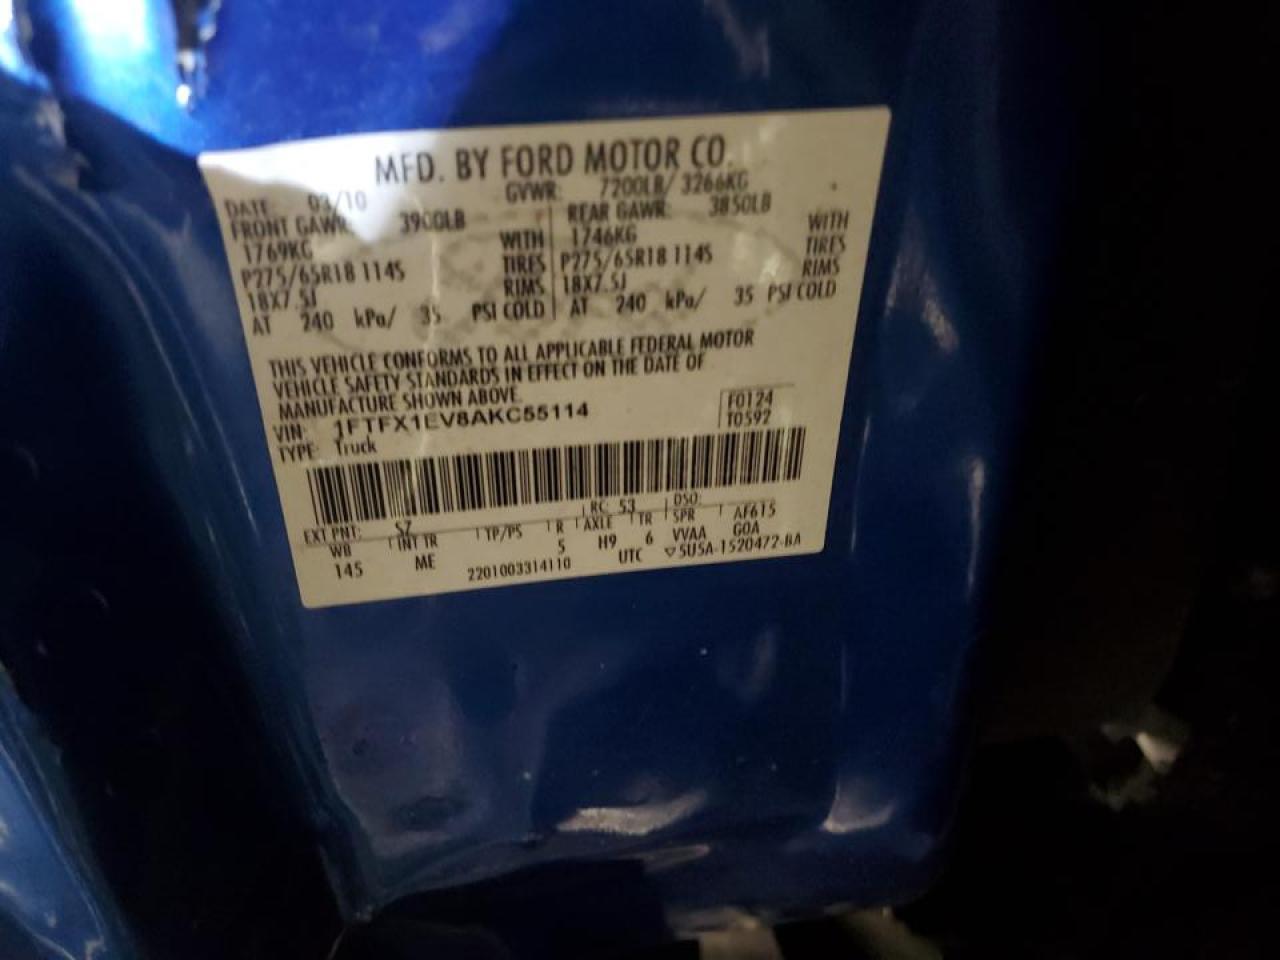 MFD. BY FORD MOTOR CO.
DATE: 03/10 GVWR: 7200LB/ 3266KG
FRONT GAWR: 3900LB REAR GAWR: 3850LB
1769KG WITH 1746KG WITH
P275/65R18 114S TIRES P275/65R18 114S TIRES
18X7.5J RIMS 18X7.5J RIMS
AT 240 kPa/ 35 PSI COLD AT 240 kPa/ 35 PSI COLD
THIS VEHICLE CONFORMS TO ALL APPLICABLE FEDERAL MOTOR
VEHICLE SAFETY STANDARDS IN EFFECT ON THE DATE OF
MANUFACTURE SHOWN ABOVE.
VIN: 1FTFX1EV8AKC55114 F0124
TYPE: Truck T0592
EXT PNT: SZ RC: 53 DSO:
WB INT TR TP/PS R AXLE TR SPR AF615
145 ME 5 H9 6 VVAA GOA
2201003314110 UTC ▽5U5A-1520472-BA